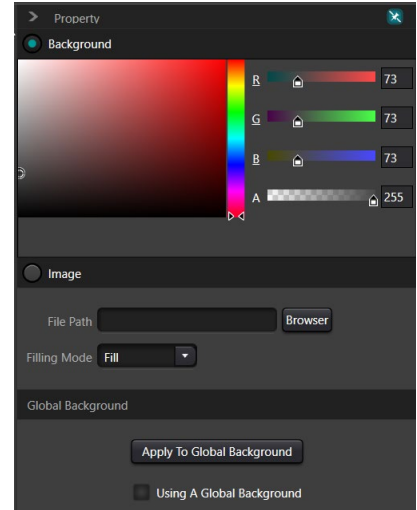 Property
Background
R 73
G 73
B 73
A 255
Image
File Path Browser
Filling Mode Fill
Global Background
Apply To Global Background
Using A Global Background